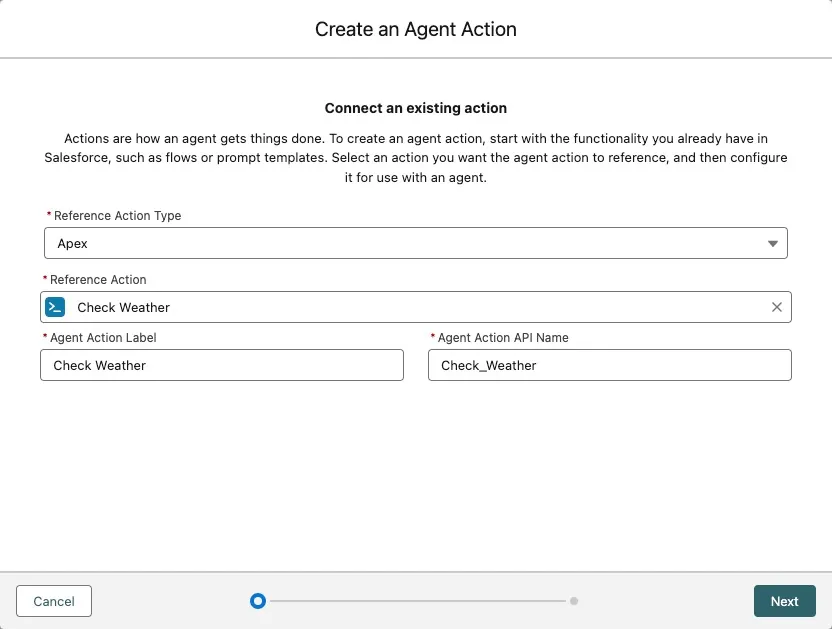 Create an Agent Action
Connect an existing action
Actions are how an agent gets things done. To create an agent action, start with the functionality you already have in
Salesforce, such as flows or prompt templates. Select an action you want the agent action to reference, and then configure
it for use with an agent.
* Reference Action Type
Apex
* Reference Action
Check Weather
* Agent Action Label
* Agent Action API Name
Check Weather
Check_Weather
Cancel
Next